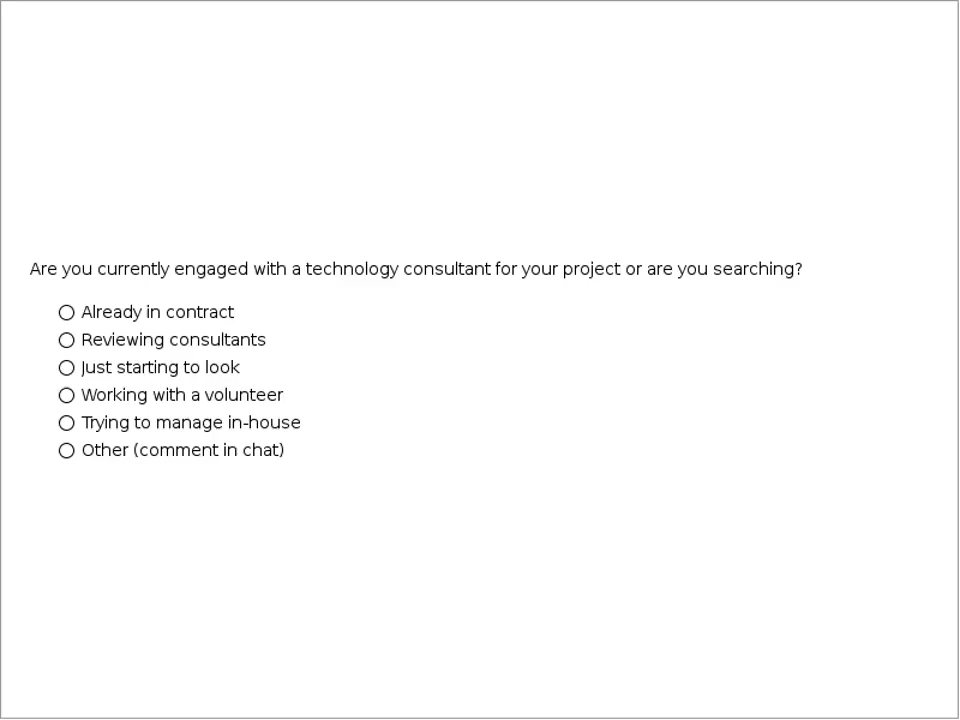 Are you currently engaged with a technology consultant for your project or are you searching?
Already in contract
Reviewing consultants
Just starting to look
Working with a volunteer
Trying to manage in-house
Other (comment in chat)